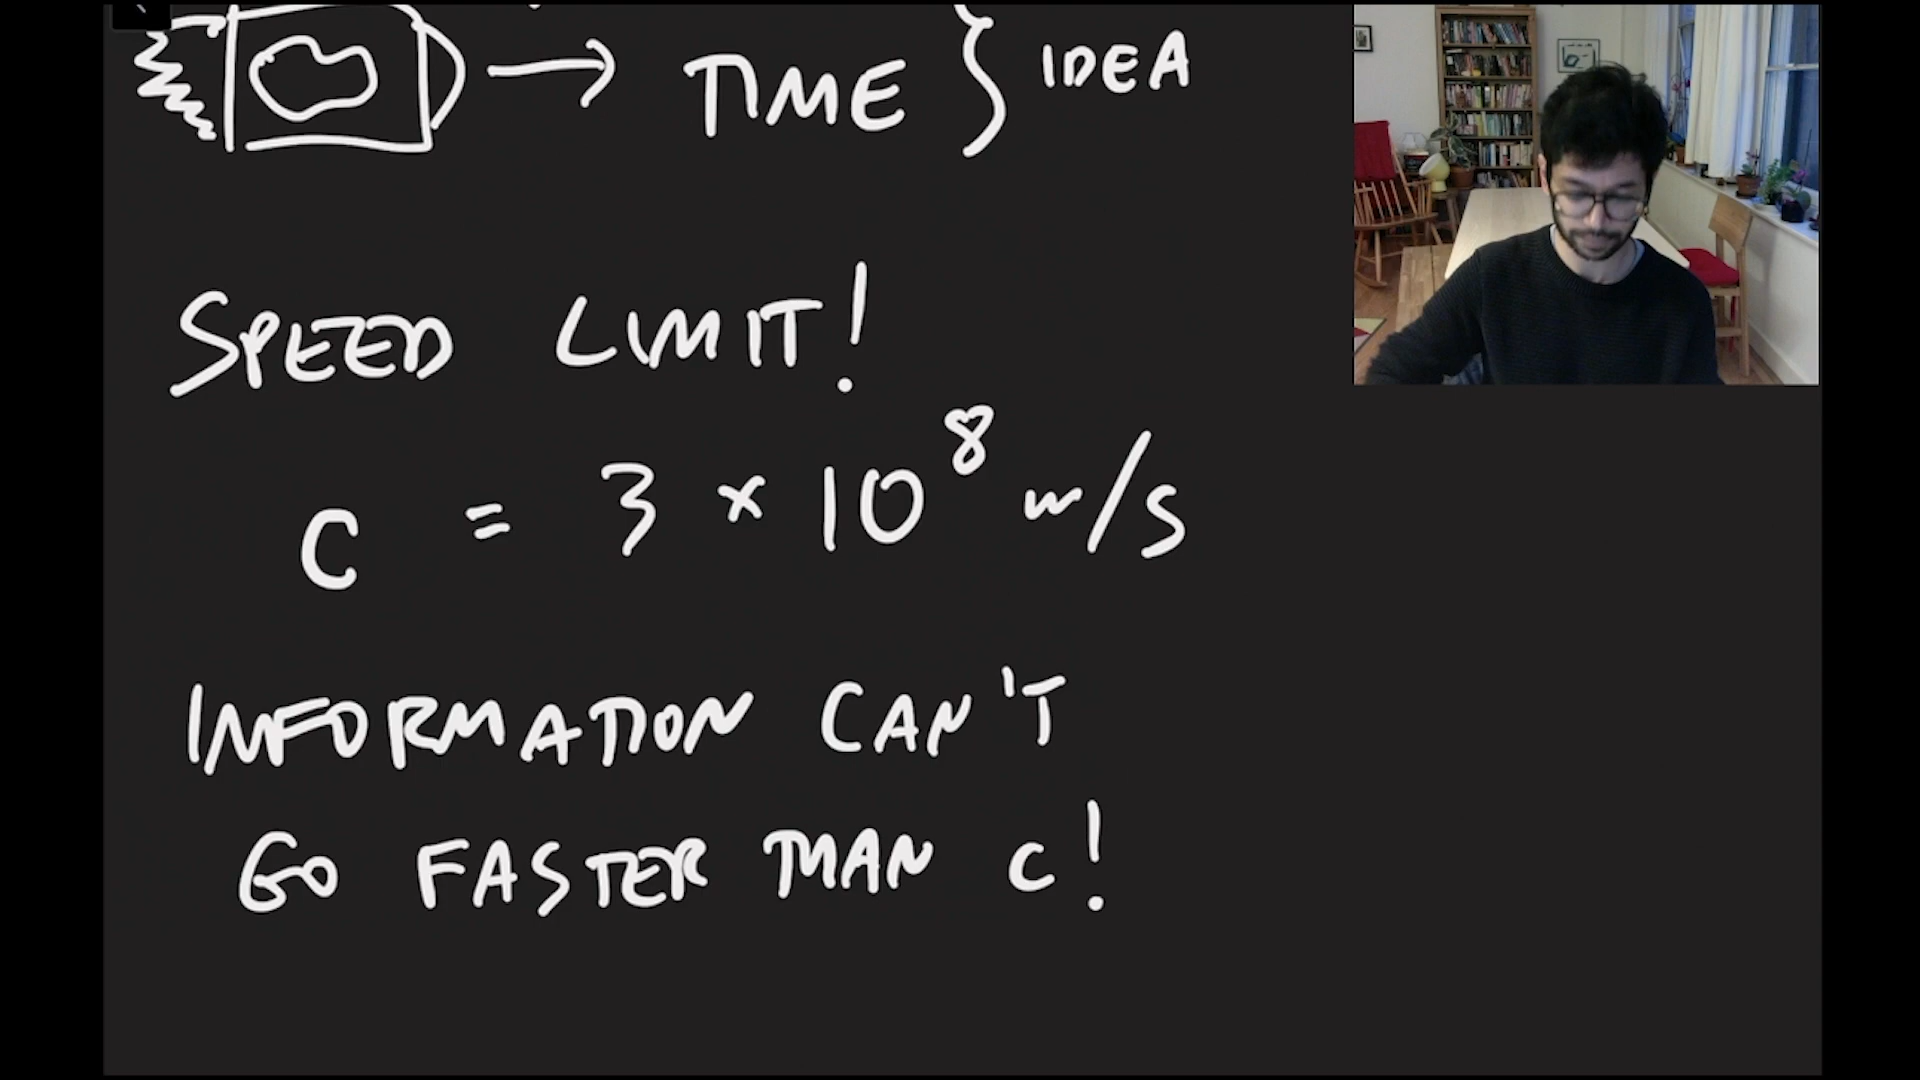 TIME } IDEA
SPEED LIMIT!
c = 3 × 10⁸ m/s
INFORMATION CAN'T
GO FASTER THAN c!